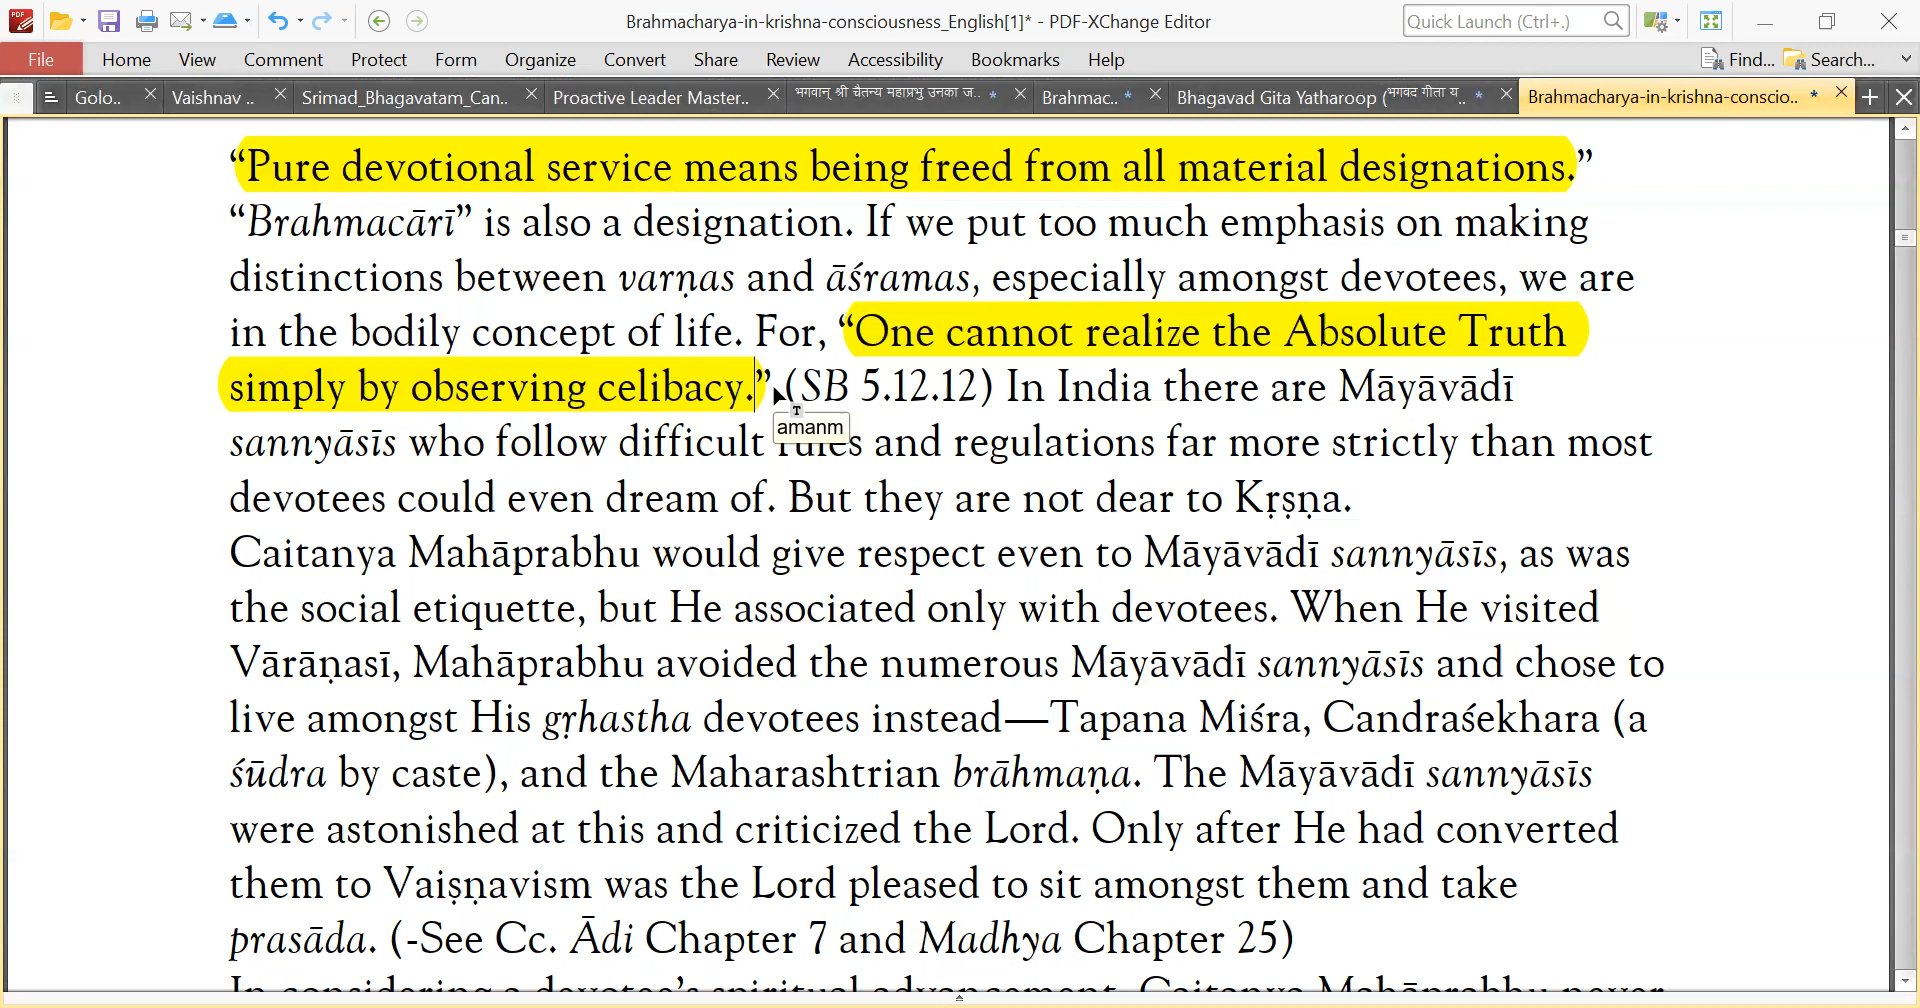 Brahmacharya-in-krishna-consciousness_English[1]* - PDF-XChange Editor
Quick Launch (Ctrl+.)
File Home View Comment Protect Form Organize Convert Share Review Accessibility Bookmarks Help Find... Search...
Golo.. Vaishnav .. Srimad_Bhagavatam_Can.. Proactive Leader Master.. भगवान् श्री चैतन्य महाप्रभु उनका ज.. * Brahmac.. * Bhagavad Gita Yatharoop (भगवद गीता य.. * Brahmacharya-in-krishna-conscio.. *
“Pure devotional service means being freed from all material designations.”
“Brahmacārī” is also a designation. If we put too much emphasis on making
distinctions between varṇas and āśramas, especially amongst devotees, we are
in the bodily concept of life. For, “One cannot realize the Absolute Truth
simply by observing celibacy.” (SB 5.12.12) In India there are Māyāvādī
amanm
sannyāsīs who follow difficult rules and regulations far more strictly than most
devotees could even dream of. But they are not dear to Kṛṣṇa.
Caitanya Mahāprabhu would give respect even to Māyāvādī sannyāsīs, as was
the social etiquette, but He associated only with devotees. When He visited
Vārāṇasī, Mahāprabhu avoided the numerous Māyāvādī sannyāsīs and chose to
live amongst His gṛhastha devotees instead—Tapana Miśra, Candraśekhara (a
śūdra by caste), and the Maharashtrian brāhmaṇa. The Māyāvādī sannyāsīs
were astonished at this and criticized the Lord. Only after He had converted
them to Vaiṣṇavism was the Lord pleased to sit amongst them and take
prasāda. (-See Cc. Ādi Chapter 7 and Madhya Chapter 25)
In considering a devotee’s spiritual advancement, Caitanya Mahāprabhu never